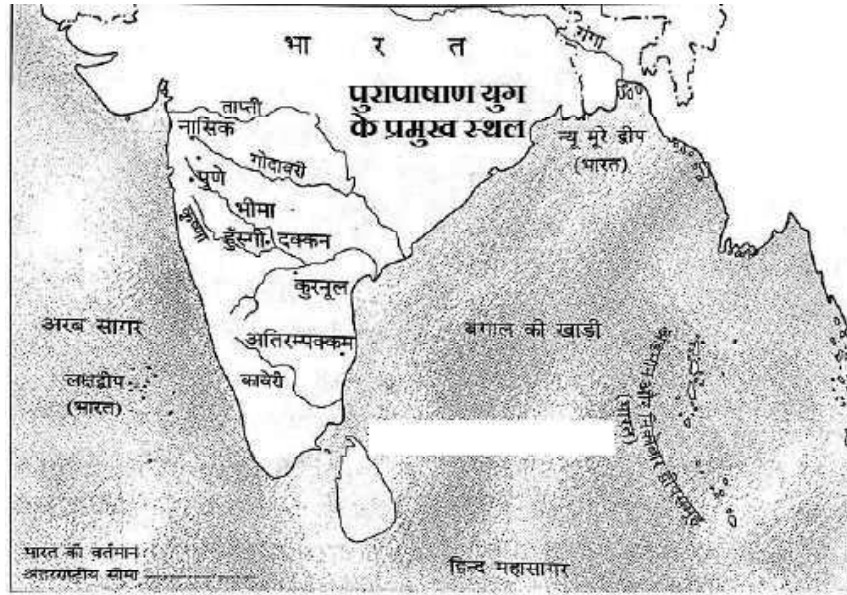 भारत
गंगा
पुरापाषाण युग
के प्रमुख स्थल
ताप्ती
नासिक
गोदावरी
न्यू मूरे द्वीप
(भारत)
पुणे
भीमा
कृष्णा
हुँस्गी दक्कन
कुरनूल
अरब सागर
अतिरम्पक्कम
बंगाल की खाडी
लक्षद्वीप
(भारत)
कावेरी
अंडमान और निकोबार द्वीपसमूह
(भारत)
भारत की वर्तमान
अंतरराष्ट्रीय सीमा
हिन्द महासागर